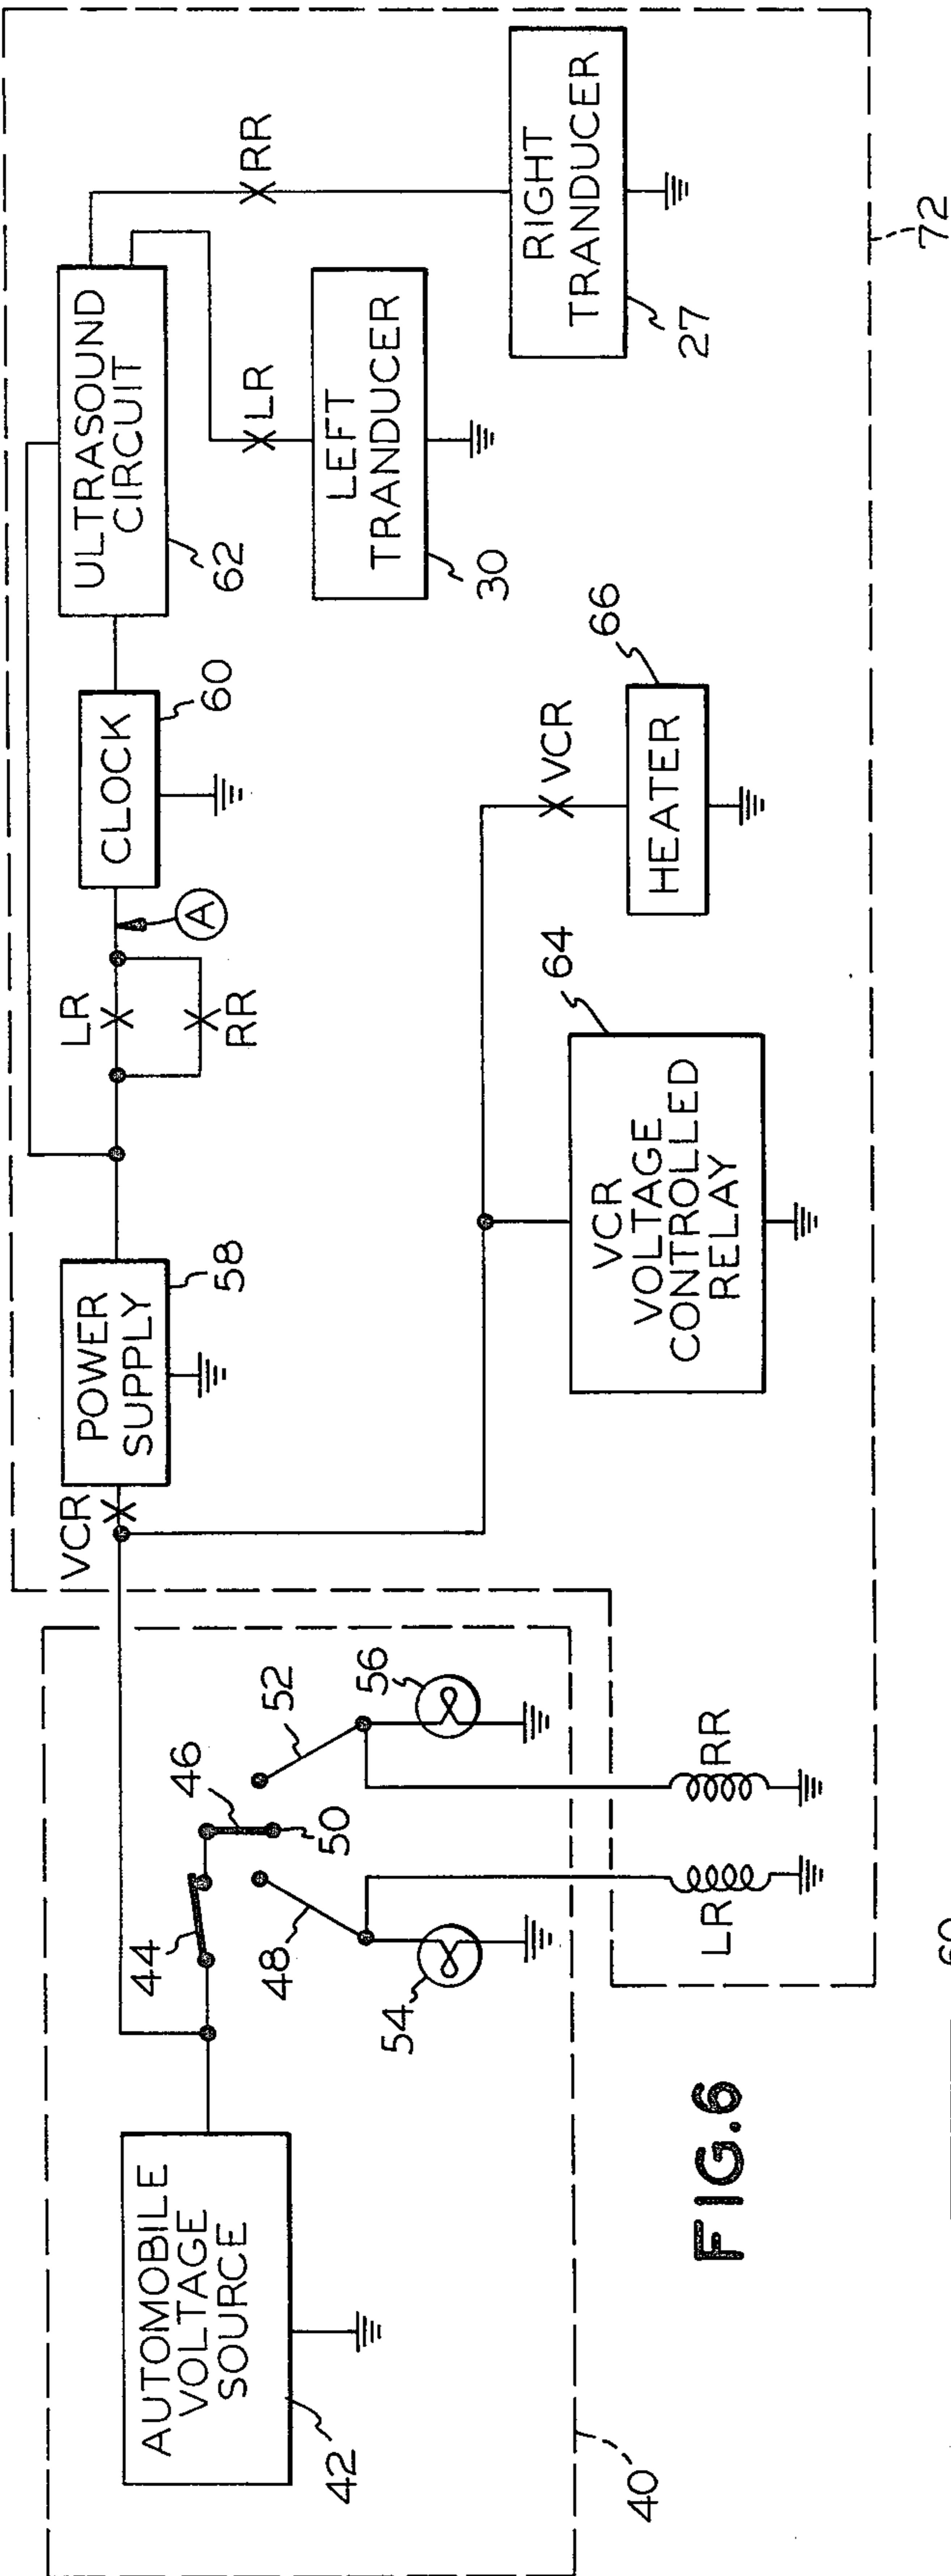 ULTRASOUND
CIRCUIT
62
RR
RIGHT
TRANDUCER
27
LR
LEFT
TRANDUCER
30
CLOCK
60
A
LR
RR
POWER
SUPPLY
58
VCR
VCR
HEATER
66
VCR
VOLTAGE
CONTROLLED
RELAY
64
72
AUTOMOBILE
VOLTAGE
SOURCE
42
44
46
48
50
52
54
56
40
LR
RR
FIG.6